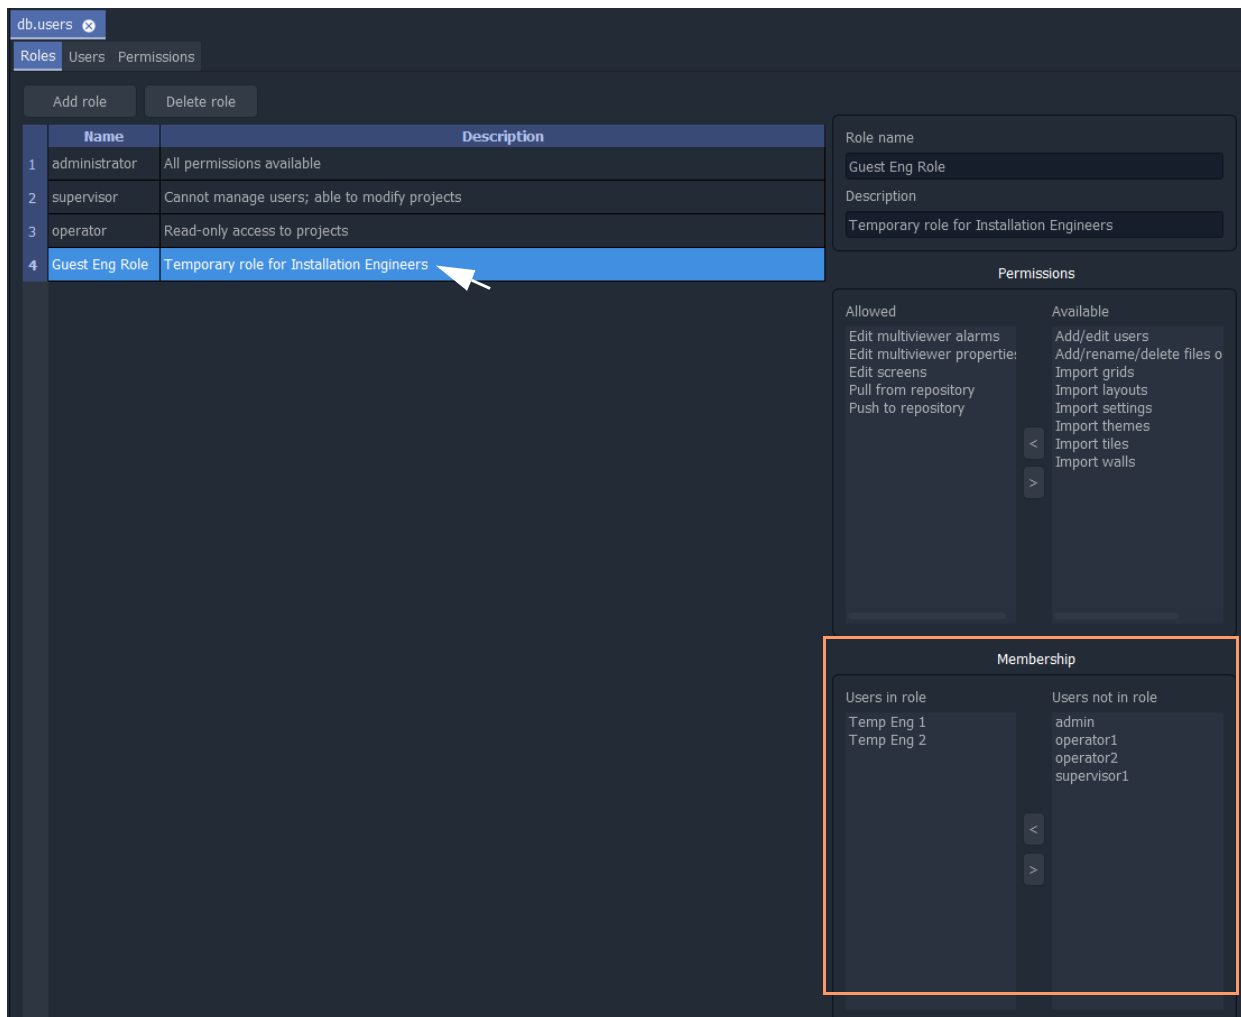 db.users
Roles Users Permissions
Add role Delete role
Name Description
1 administrator All permissions available
2 supervisor Cannot manage users; able to modify projects
3 operator Read-only access to projects
4 Guest Eng Role Temporary role for Installation Engineers
Role name
Guest Eng Role
Description
Temporary role for Installation Engineers
Permissions
Allowed
Edit multiviewer alarms
Edit multiviewer properties
Edit screens
Pull from repository
Push to repository
<
>
Available
Add/edit users
Add/rename/delete files o
Import grids
Import layouts
Import settings
Import themes
Import tiles
Import walls
Membership
Users in role
Temp Eng 1
Temp Eng 2
<
>
Users not in role
admin
operator1
operator2
supervisor1